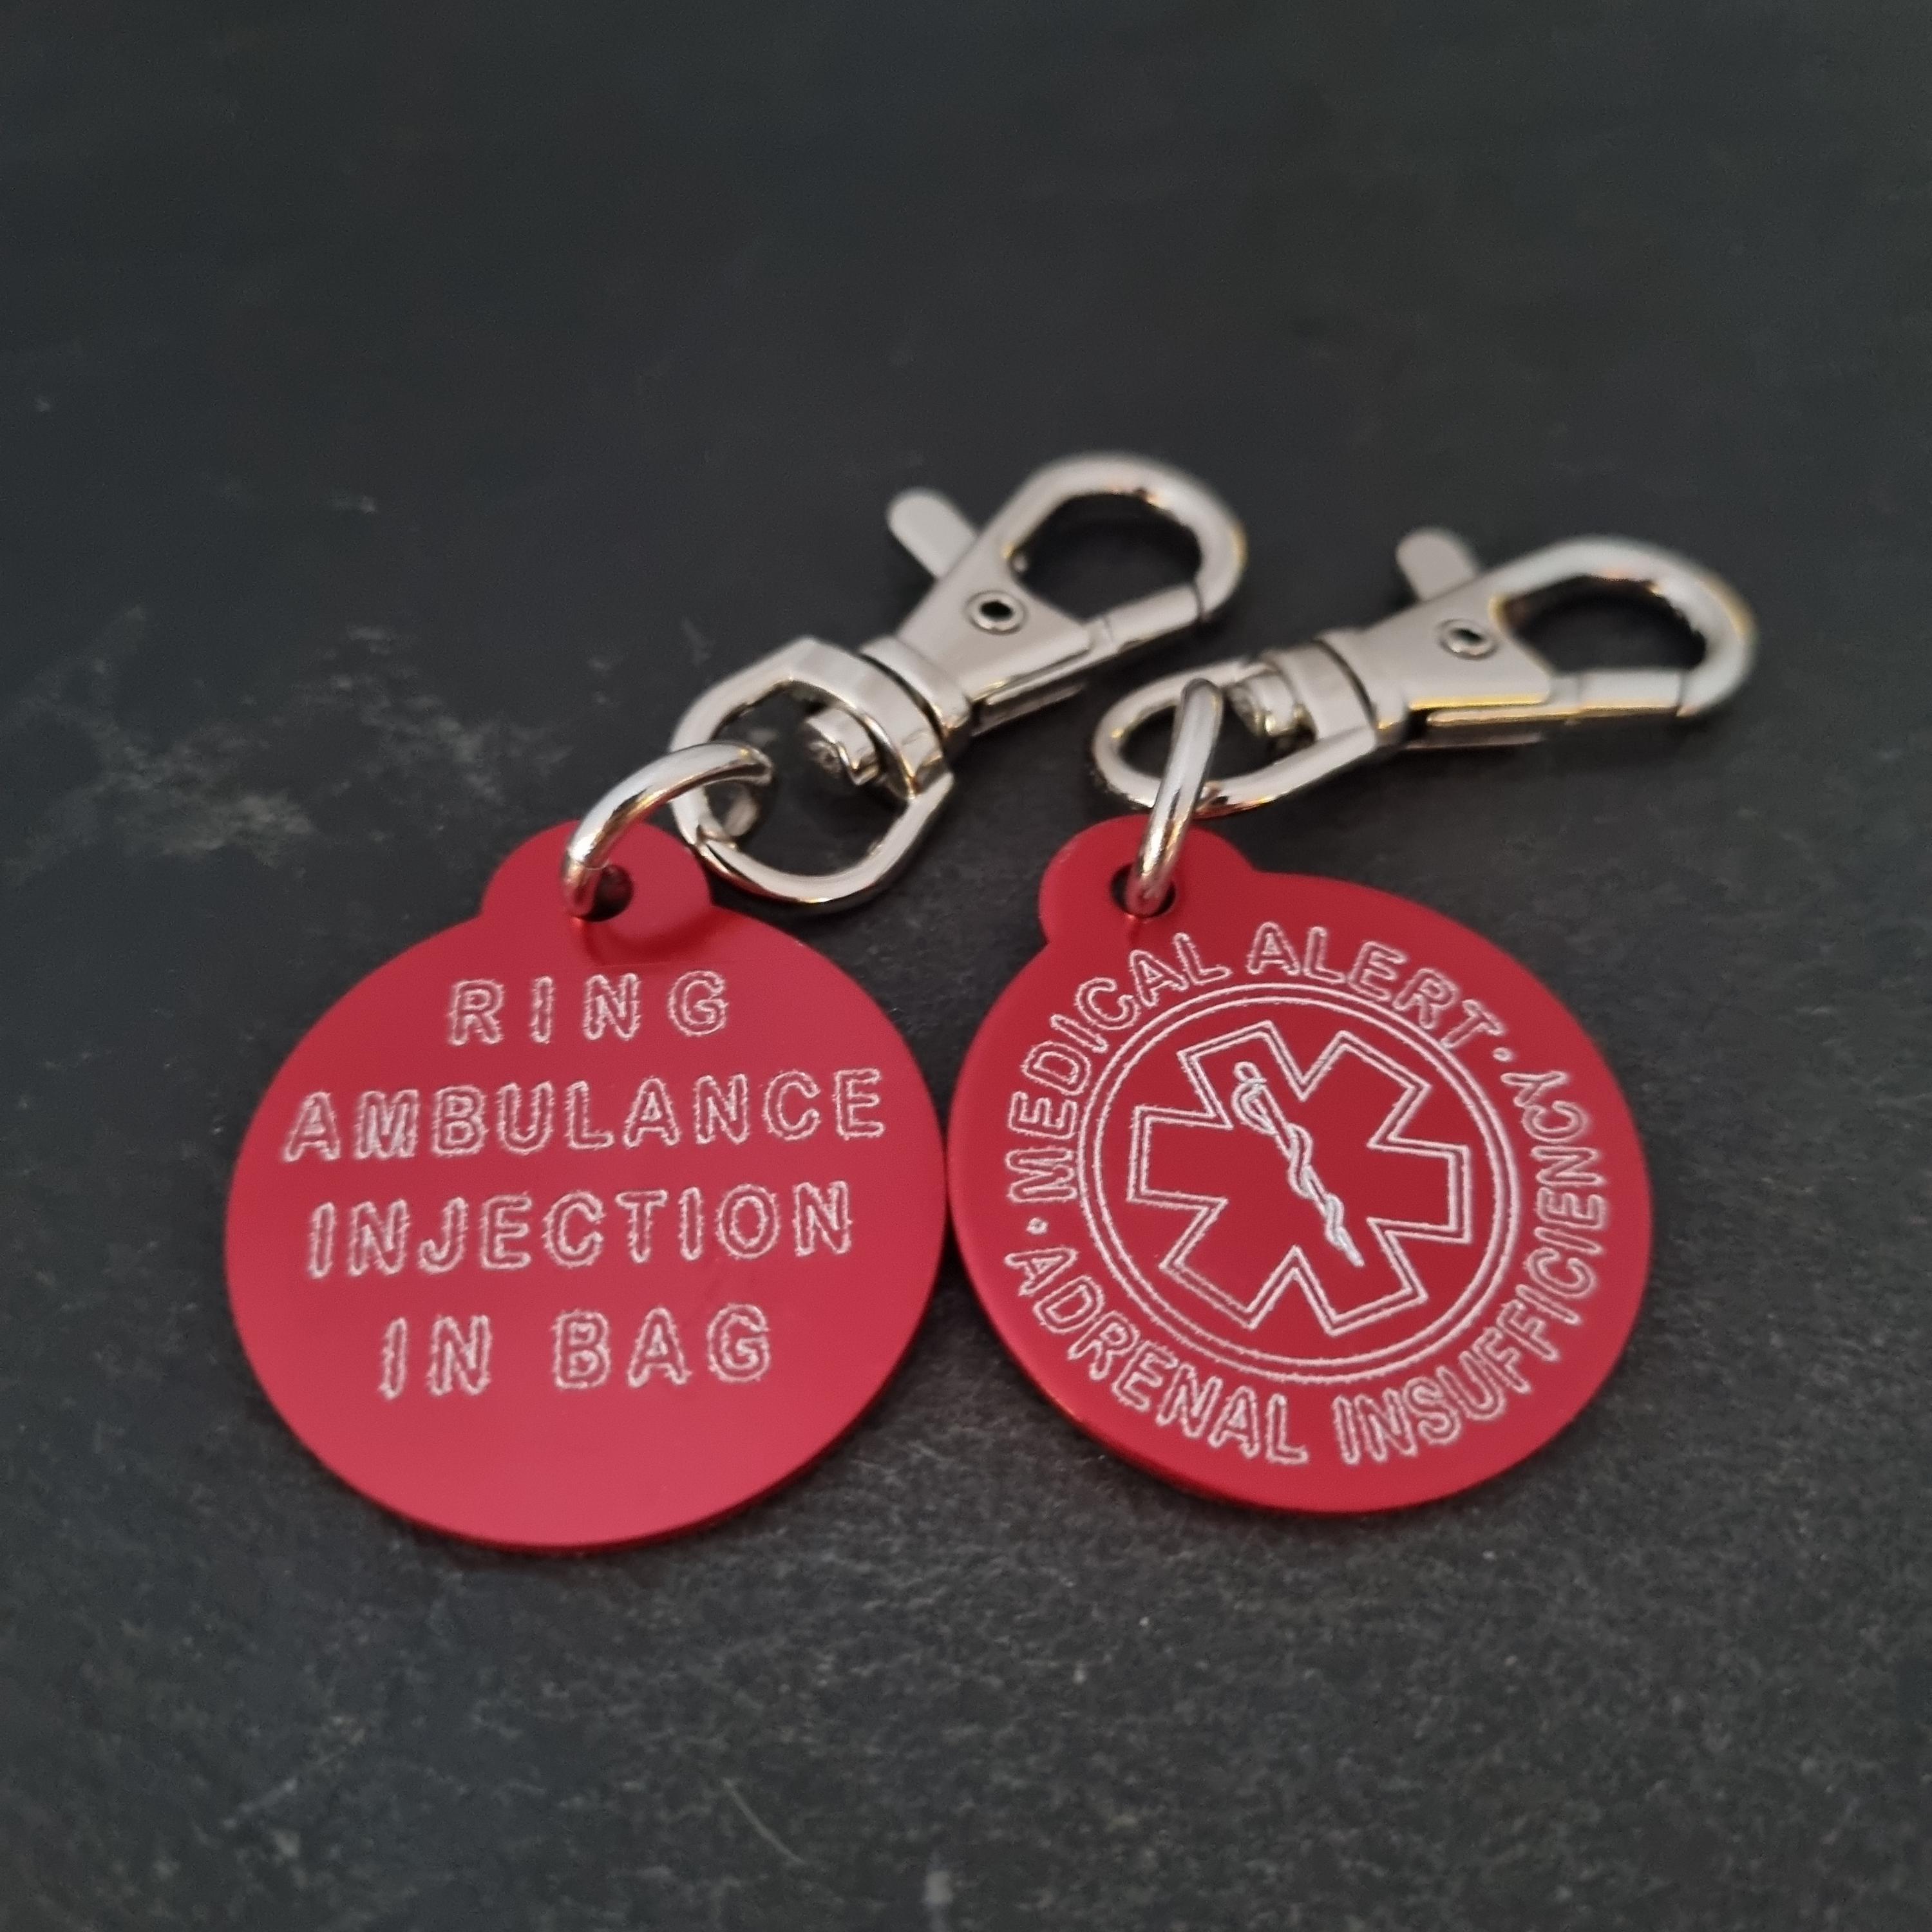 RING
AMBULANCE
INJECTION
IN BAG
· MEDICAL ALERT ·
ADRENAL INSUFFICIENCY